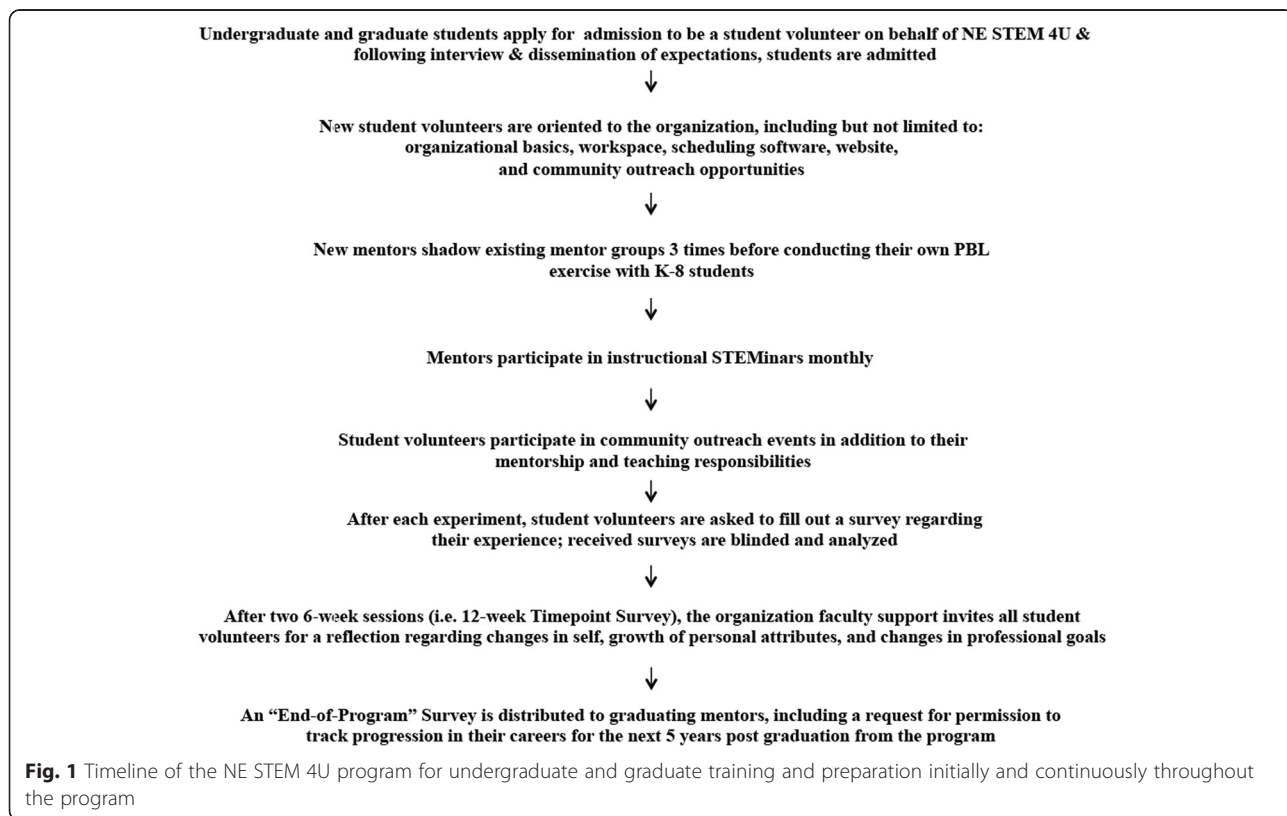 Undergraduate and graduate students apply for admission to be a student volunteer on behalf of NE STEM 4U &
following interview & dissemination of expectations, students are admitted
↓
New student volunteers are oriented to the organization, including but not limited to:
organizational basics, workspace, scheduling software, website,
and community outreach opportunities
↓
New mentors shadow existing mentor groups 3 times before conducting their own PBL
exercise with K-8 students
↓
Mentors participate in instructional STEMinars monthly
↓
Student volunteers participate in community outreach events in addition to their
mentorship and teaching responsibilities
↓
After each experiment, student volunteers are asked to fill out a survey regarding
their experience; received surveys are blinded and analyzed
↓
After two 6-week sessions (i.e. 12-week Timepoint Survey), the organization faculty support invites all student
volunteers for a reflection regarding changes in self, growth of personal attributes, and changes in professional goals
↓
An “End-of-Program” Survey is distributed to graduating mentors, including a request for permission to
track progression in their careers for the next 5 years post graduation from the program
Fig. 1 Timeline of the NE STEM 4U program for undergraduate and graduate training and preparation initially and continuously throughout
the program